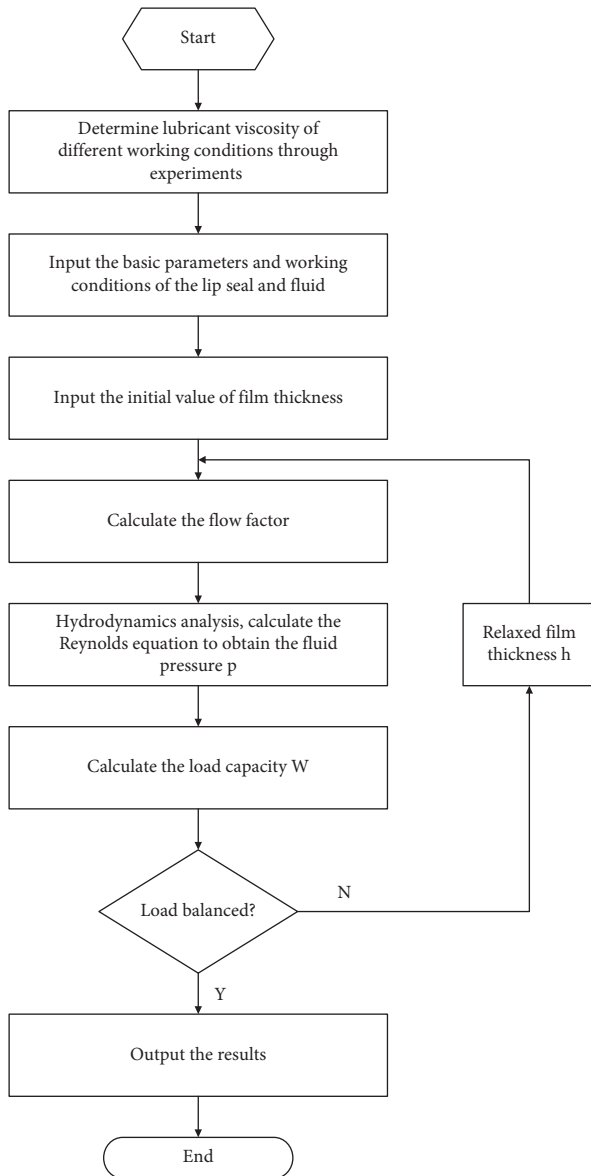 Start
Determine lubricant viscosity of
different working conditions through
experiments
Input the basic parameters and working
conditions of the lip seal and fluid
Input the initial value of film thickness
Calculate the flow factor
Hydrodynamics analysis, calculate the
Reynolds equation to obtain the fluid
pressure p
Relaxed film
thickness h
Calculate the load capacity W
Load balanced?
N
Y
Output the results
End